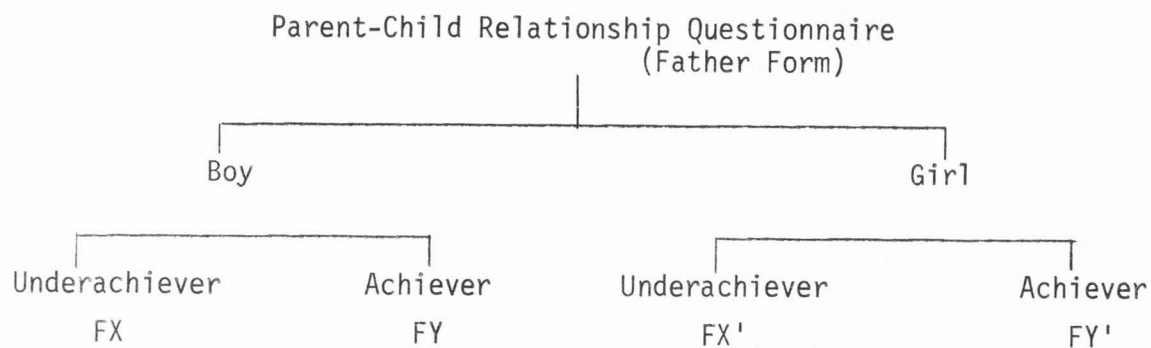 Parent-Child Relationship Questionnaire
(Father Form)
Boy Girl
Underachiever Achiever Underachiever Achiever
FX FY FX' FY'